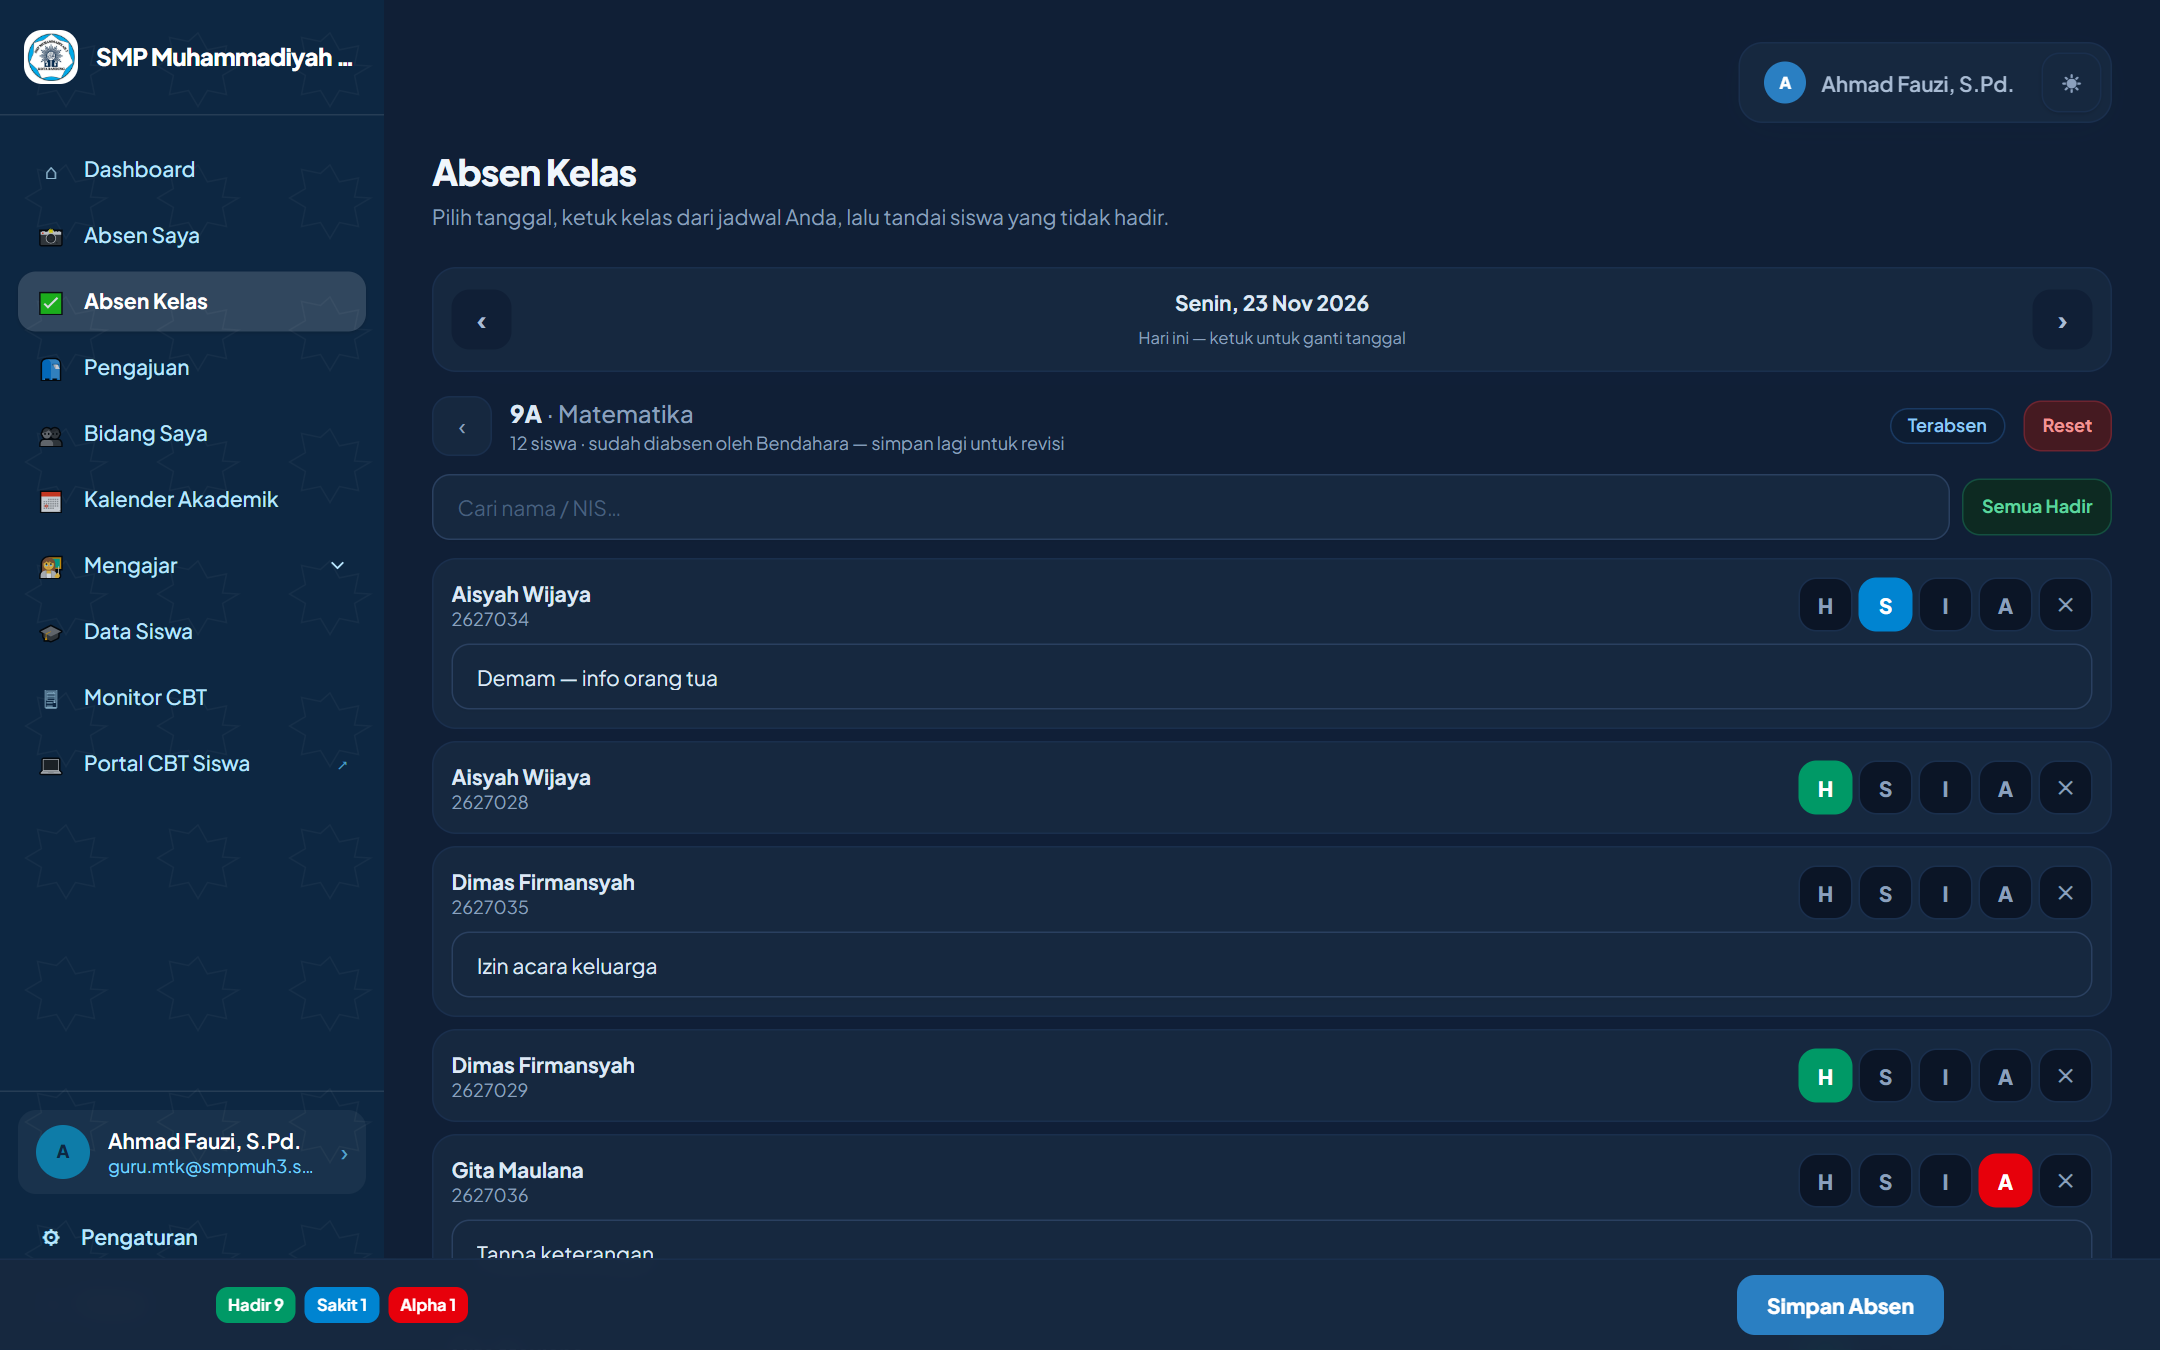 SMP Muhammadiyah ...
Dashboard
Absen Saya
Absen Kelas
Pengajuan
Bidang Saya
Kalender Akademik
Mengajar
Data Siswa
Monitor CBT
Portal CBT Siswa
Ahmad Fauzi, S.Pd.
guru.mtk@smpmuh3.s...
Pengaturan
A Ahmad Fauzi, S.Pd.
Absen Kelas
Pilih tanggal, ketuk kelas dari jadwal Anda, lalu tandai siswa yang tidak hadir.
Senin, 23 Nov 2026
Hari ini — ketuk untuk ganti tanggal
9A · Matematika
12 siswa · sudah diabsen oleh Bendahara — simpan lagi untuk revisi
Terabsen
Reset
Cari nama / NIS...
Semua Hadir
Aisyah Wijaya
2627034
H S I A ×
Demam — info orang tua
Aisyah Wijaya
2627028
H S I A ×
Dimas Firmansyah
2627035
H S I A ×
Izin acara keluarga
Dimas Firmansyah
2627029
H S I A ×
Gita Maulana
2627036
H S I A ×
Tanpa keterangan
Hadir 9
Sakit 1
Alpha 1
Simpan Absen